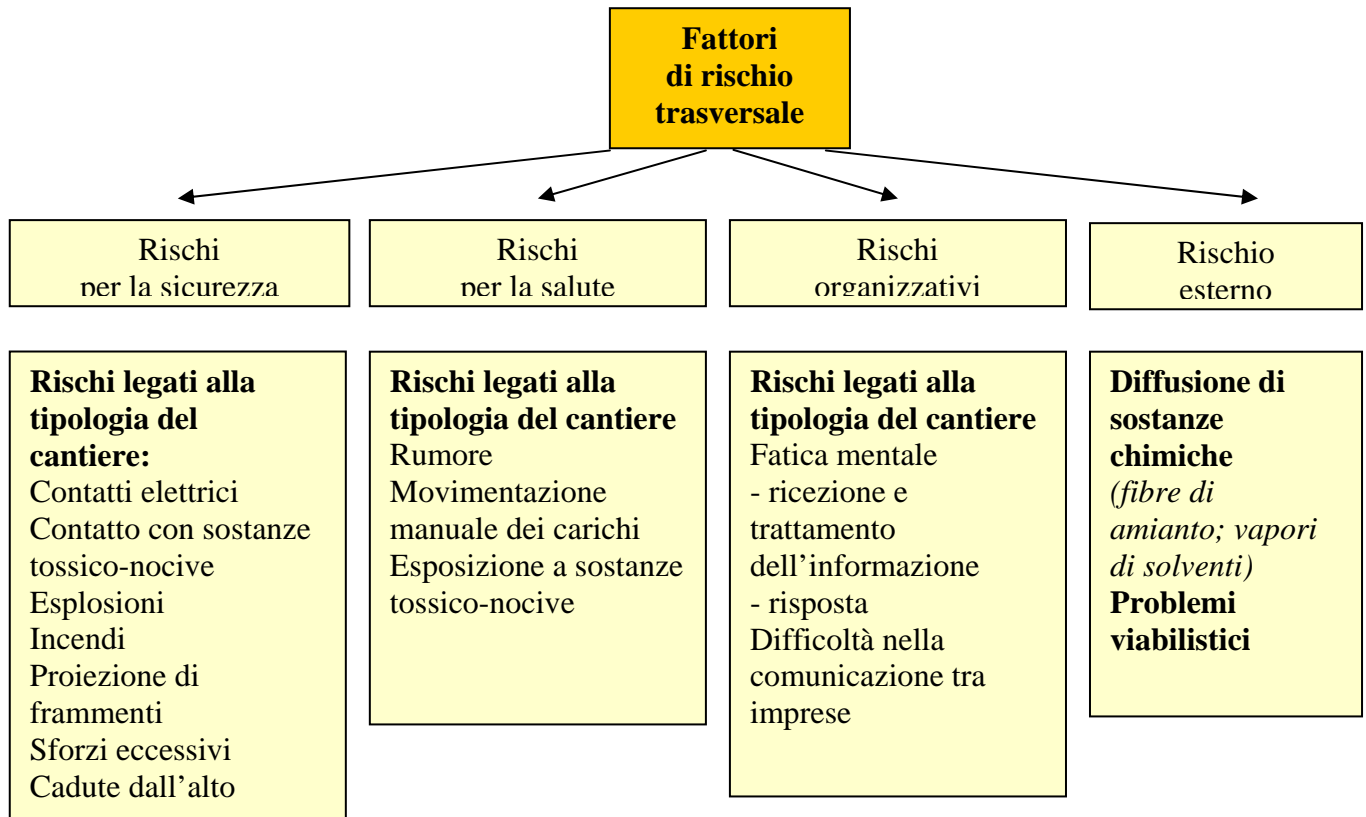 Fattori
di rischio
trasversale
Rischi
per la sicurezza
Rischi
per la salute
Rischi
organizzativi
Rischio
esterno
Rischi legati alla
tipologia del
cantiere:
Contatti elettrici
Contatto con sostanze
tossico-nocive
Esplosioni
Incendi
Proiezione di
frammenti
Sforzi eccessivi
Cadute dall’alto
Rischi legati alla
tipologia del cantiere
Rumore
Movimentazione
manuale dei carichi
Esposizione a sostanze
tossico-nocive
Rischi legati alla
tipologia del cantiere
Fatica mentale
- ricezione e
trattamento
dell’informazione
- risposta
Difficoltà nella
comunicazione tra
imprese
Diffusione di
sostanze
chimiche
(fibre di
amianto; vapori
di solventi)
Problemi
viabilistici